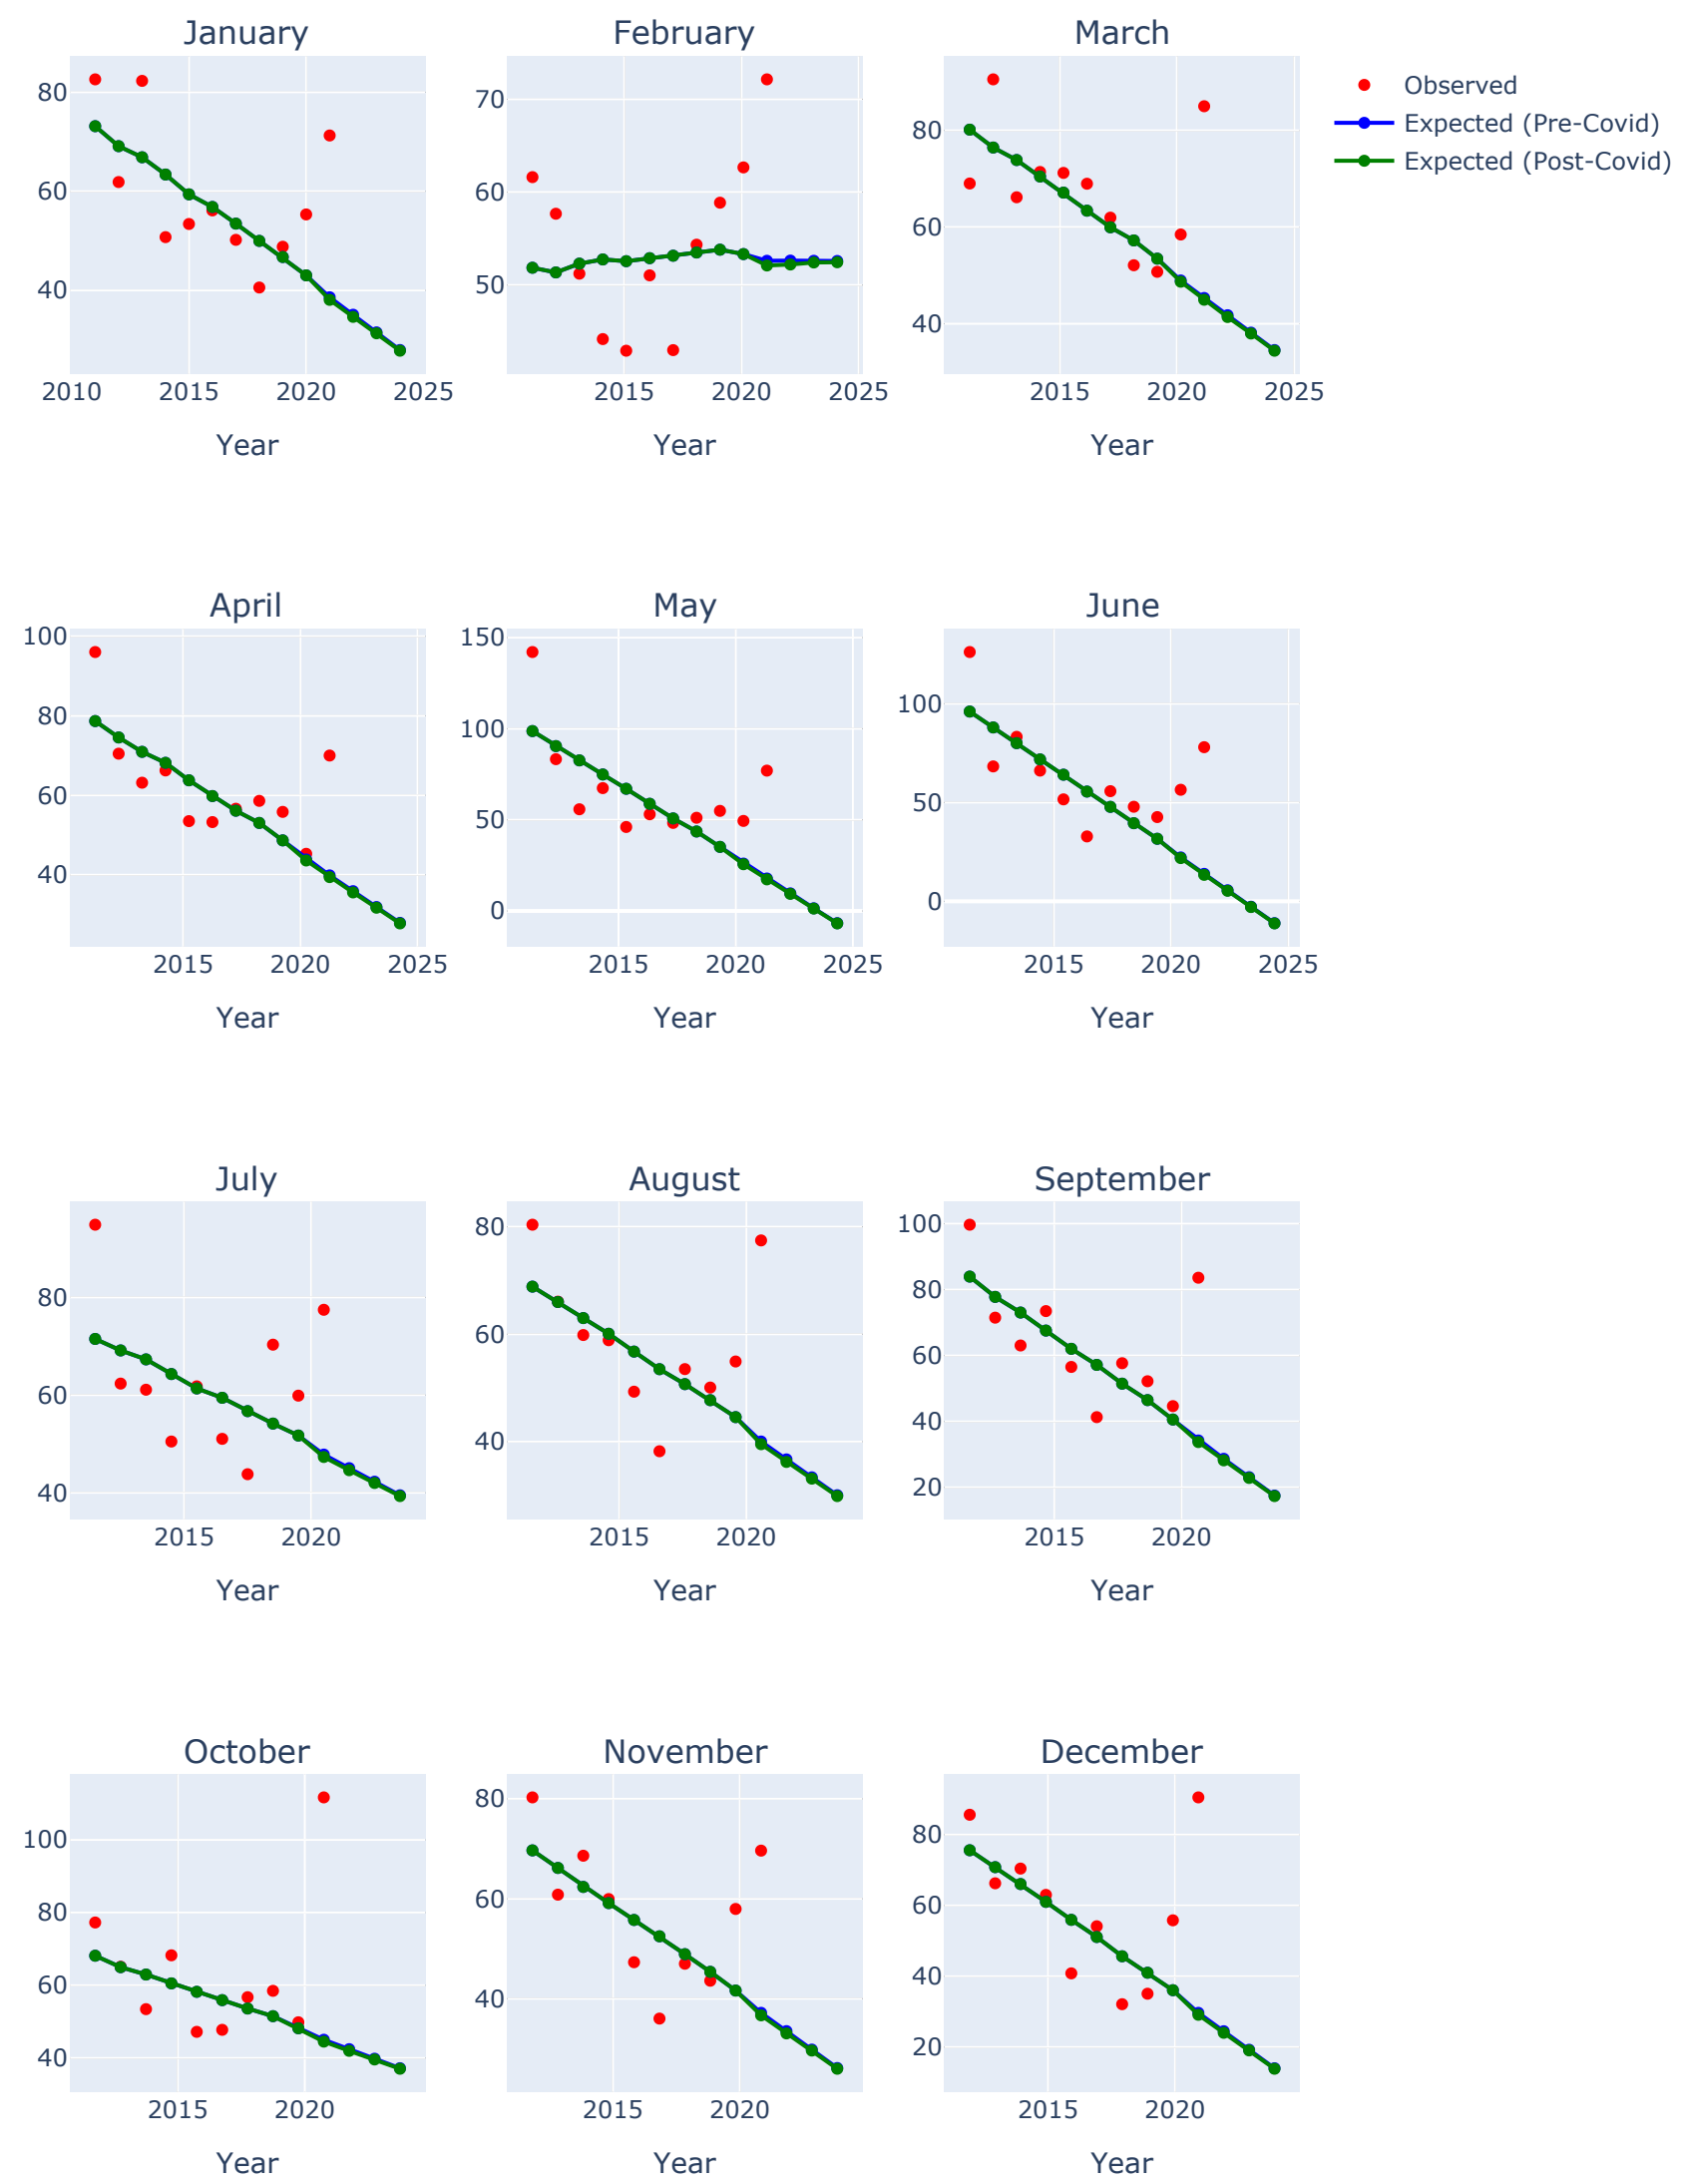 January
February
March
80
60
40
2010
2015
2020
2025
Year
70
60
50
2015
2020
2025
Year
80
60
40
2015
2020
2025
Year
Observed
Expected (Pre-Covid)
Expected (Post-Covid)
April
May
June
100
80
60
40
2015
2020
2025
Year
150
100
50
0
2015
2020
2025
Year
100
50
0
2015
2020
2025
Year
July
August
September
80
60
40
2015
2020
Year
80
60
40
2015
2020
Year
100
80
60
40
20
2015
2020
Year
October
November
December
100
80
60
40
2015
2020
Year
80
60
40
2015
2020
Year
80
60
40
20
2015
2020
Year